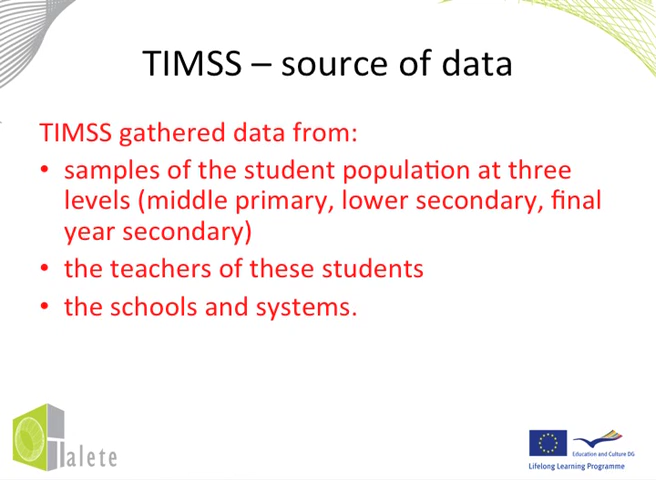 TIMSS – source of data
TIMSS gathered data from:
• samples of the student population at three
levels (middle primary, lower secondary, final
year secondary)
• the teachers of these students
• the schools and systems.
Talete
Education and Culture DG
Lifelong Learning Programme